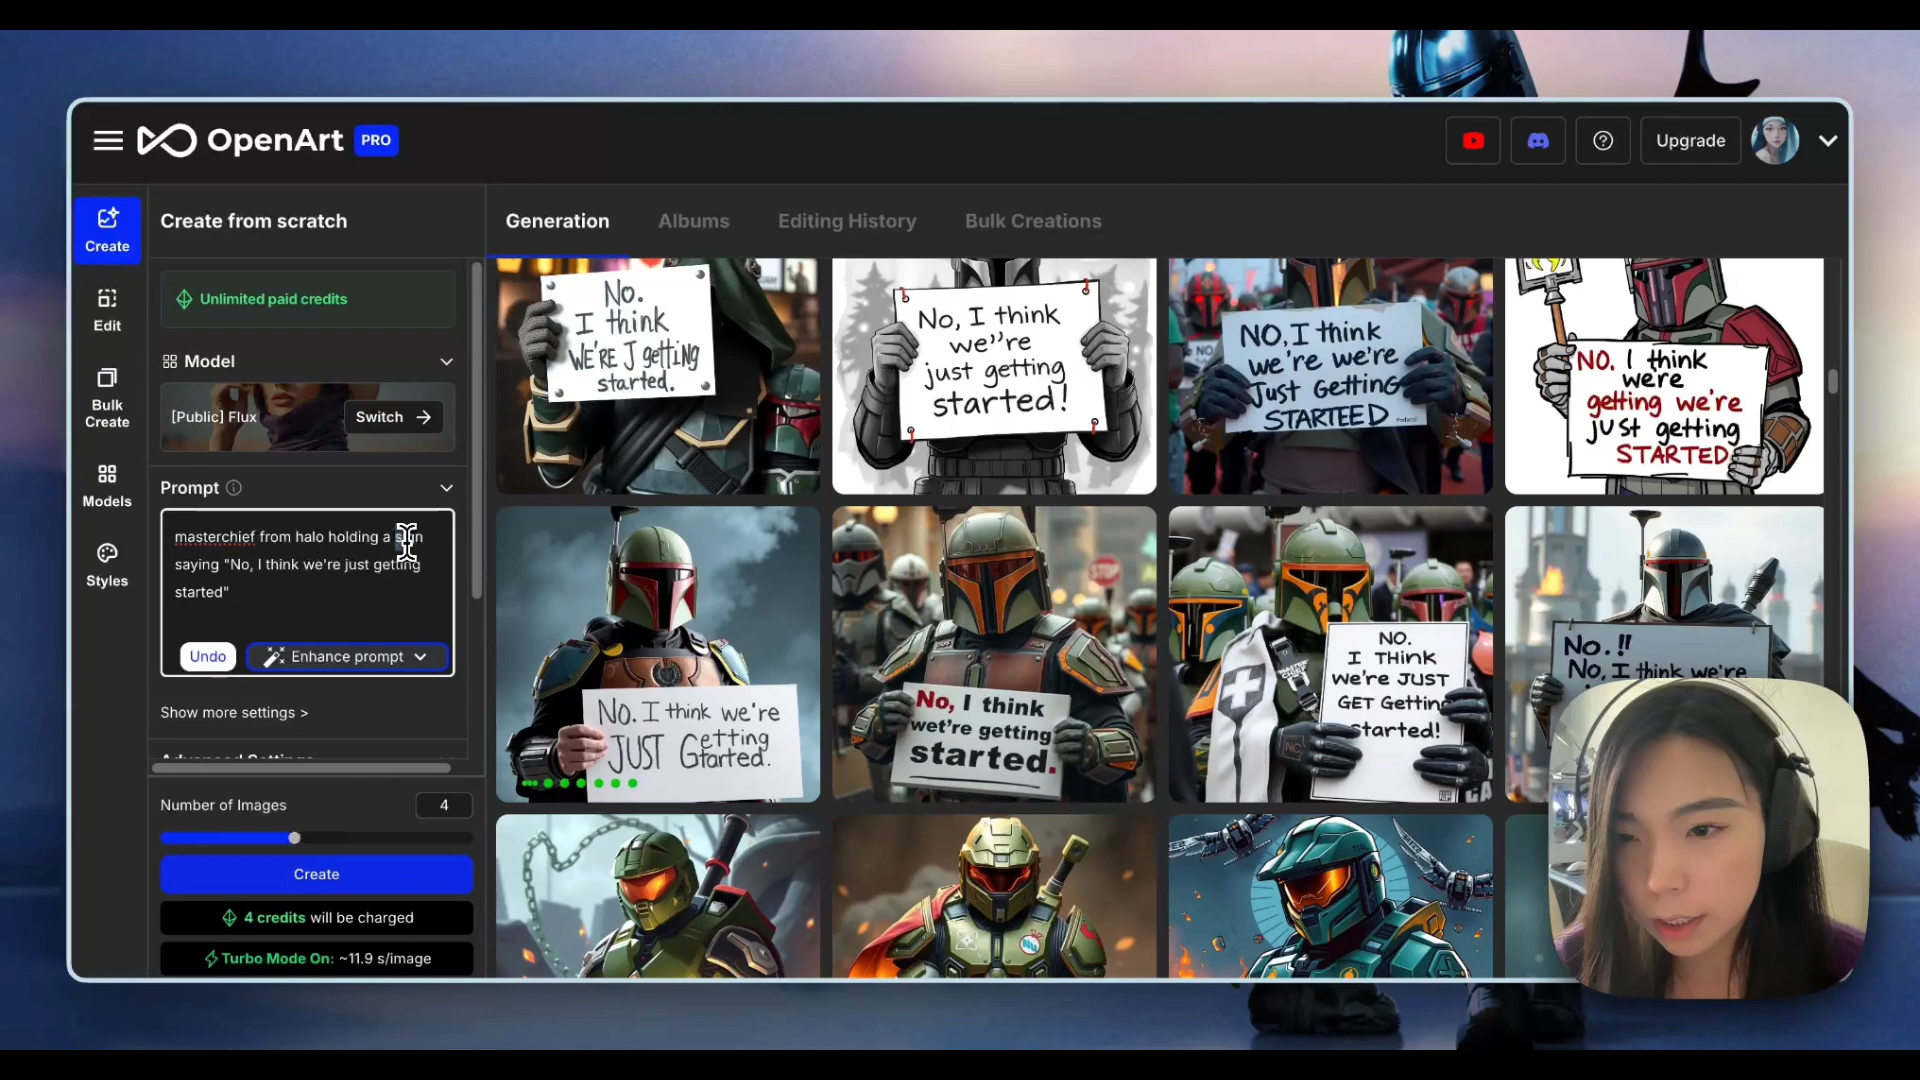 OpenArt PRO
Upgrade
Create
Edit
Bulk
Create
Models
Styles
Create from scratch
Unlimited paid credits
Model
[Public] Flux
Switch
Prompt
masterchief from halo holding a
saying "No, I think we're just getting
started"
Undo
Enhance prompt
Show more settings >
Number of Images
4
Create
4 credits will be charged
Turbo Mode On: ~11.9 s/image
Generation
Albums
Editing History
Bulk Creations
No.
I think
WE'RE J getting
started.
No, I think
we''re
just getting
started!
NO, I think
we're we're
Just Getting
STARTEED
NO. I think
were
getting we're
just getting
STARTED
No. I think we're
JUST Getting
Gtarted.
No, I think
wet're getting
started.
NO.
I THink
We're JUST
GET Getting
Started!
No.!!
No, I think we're